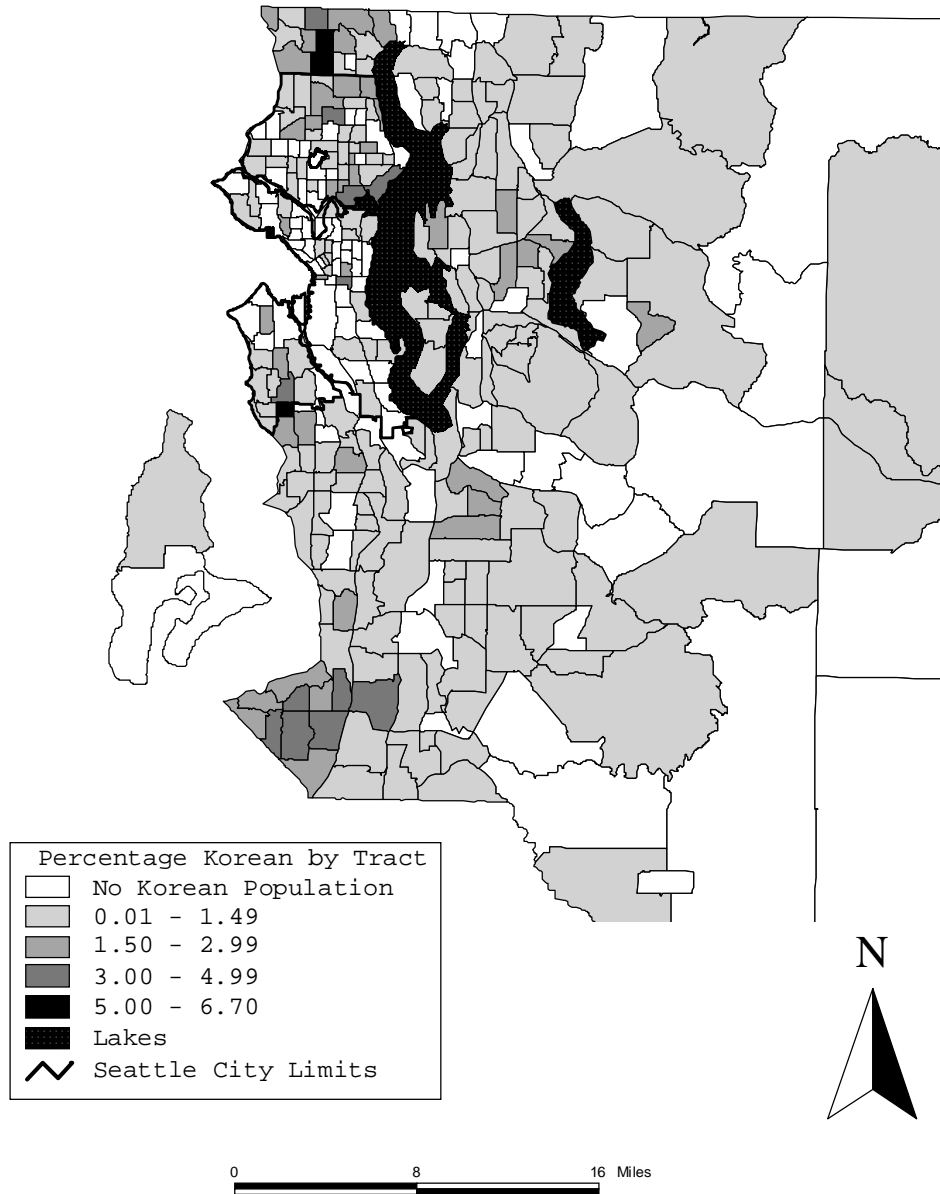 Percentage Korean by Tract
No Korean Population
0.01 - 1.49
1.50 - 2.99
3.00 - 4.99
5.00 - 6.70
Lakes
Seattle City Limits
N
0 8 16 Miles